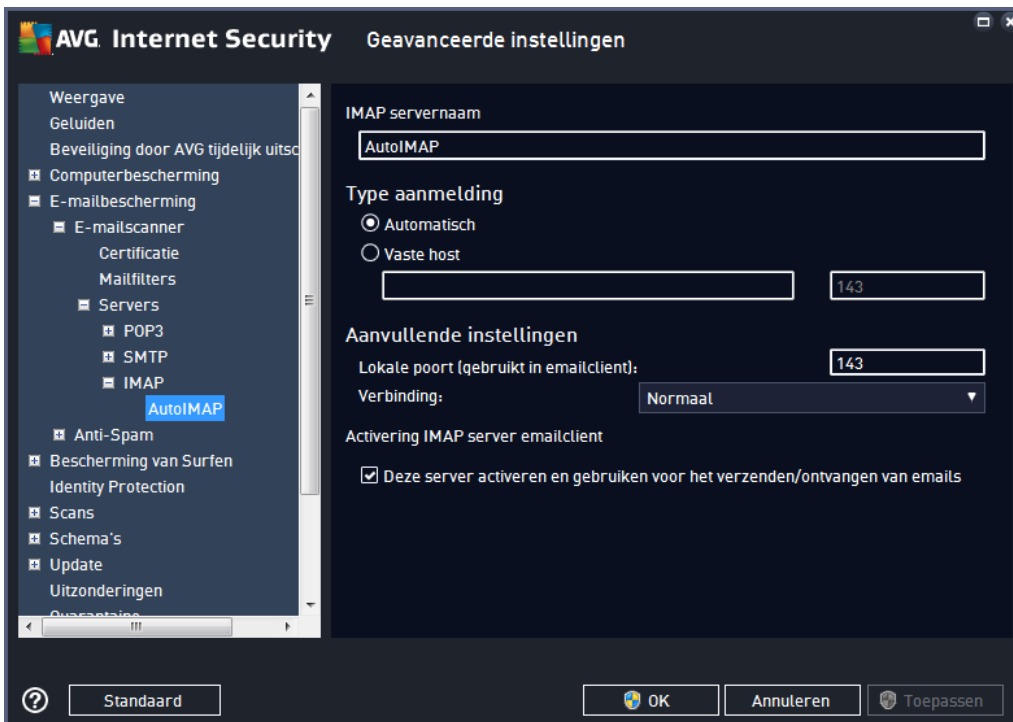 AVG Internet Security Geavanceerde instellingen
Weergave
Geluiden
Beveiliging door AVG tijdelijk uitsc
Computerbescherming
E-mailbescherming
E-mailscanner
Certificatie
Mailfilters
Servers
POP3
SMTP
IMAP
AutoIMAP
Anti-Spam
Bescherming van Surfen
Identity Protection
Scans
Schema's
Update
Uitzonderingen
Quarantaine
IMAP servernaam
AutoIMAP
Type aanmelding
Automatisch
Vaste host
143
Aanvullende instellingen
Lokale poort (gebruikt in emailclient): 143
Verbinding: Normaal
Activering IMAP server emailclient
Deze server activeren en gebruiken voor het verzenden/ontvangen van emails
? Standaard OK Annuleren Toepassen